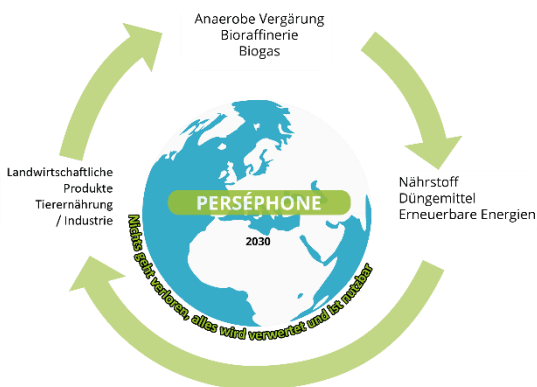 Anaerobe Vergärung
Bioraffinerie
Biogas
Nährstoff
Düngemittel
Erneuerbare Energien
Landwirtschaftliche
Produkte
Tierernährung
/ Industrie
PERSÉPHONE
2030
Nichts geht verloren, alles wird verwertet und ist nutzbar